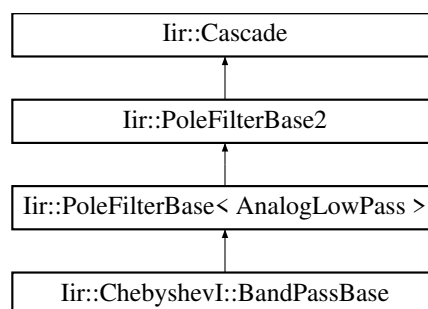 Iir::Cascade
Iir::PoleFilterBase2
Iir::PoleFilterBase< AnalogLowPass >
Iir::ChebyshevI::BandPassBase